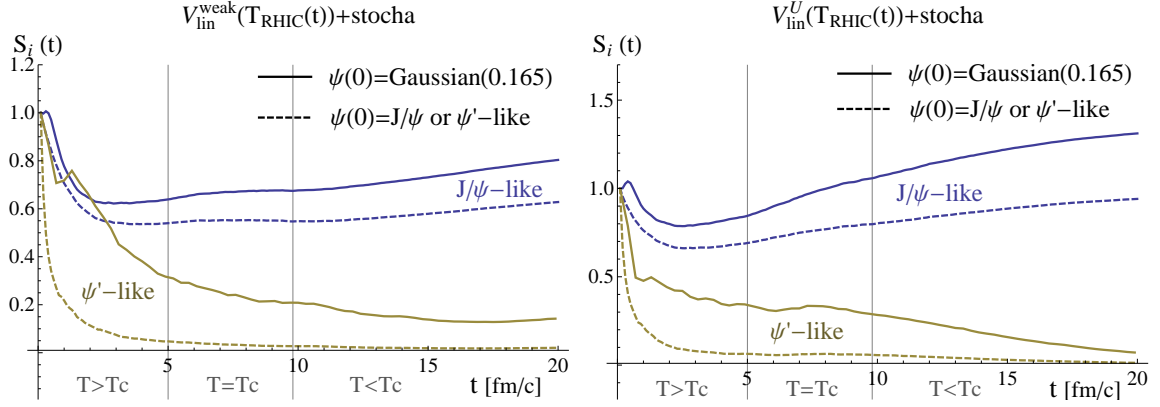 V_lin^weak(T_RHIC(t))+stocha
S_i (t)
1.2
1.0
0.8
0.6
0.4
0.2
ψ(0)=Gaussian(0.165)
ψ(0)=J/ψ or ψ'-like
J/ψ-like
ψ'-like
5
10
15
20
T>Tc
T=Tc
T<Tc
t [fm/c]
V_lin^U(T_RHIC(t))+stocha
S_i (t)
1.5
1.0
0.5
ψ(0)=Gaussian(0.165)
ψ(0)=J/ψ or ψ'-like
J/ψ-like
ψ'-like
0
5
10
15
20
T>Tc
T=Tc
T<Tc
t [fm/c]